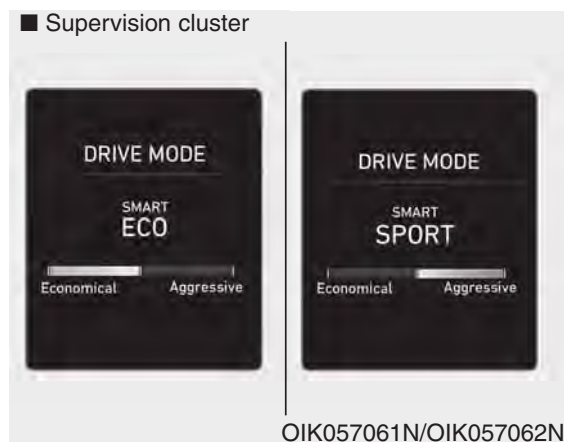 ■ Supervision cluster
DRIVE MODE
SMART
ECO
Economical Aggressive
DRIVE MODE
SMART
SPORT
Economical Aggressive
OIK057061N/OIK057062N